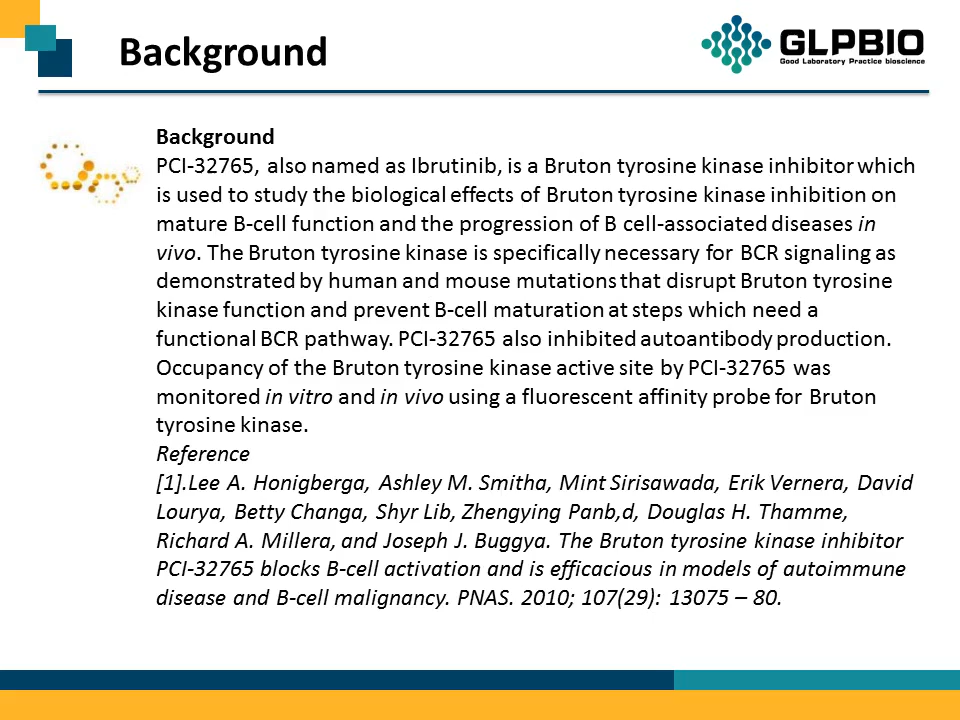 Background
GLPBIO
Good Laboratory Practice bioscience
Background
PCI-32765, also named as Ibrutinib, is a Bruton tyrosine kinase inhibitor which
is used to study the biological effects of Bruton tyrosine kinase inhibition on
mature B-cell function and the progression of B cell-associated diseases in
vivo. The Bruton tyrosine kinase is specifically necessary for BCR signaling as
demonstrated by human and mouse mutations that disrupt Bruton tyrosine
kinase function and prevent B-cell maturation at steps which need a
functional BCR pathway. PCI-32765 also inhibited autoantibody production.
Occupancy of the Bruton tyrosine kinase active site by PCI-32765 was
monitored in vitro and in vivo using a fluorescent affinity probe for Bruton
tyrosine kinase.
Reference
[1].Lee A. Honigberga, Ashley M. Smitha, Mint Sirisawada, Erik Vernera, David
Lourya, Betty Changa, Shyr Lib, Zhengying Panb,d, Douglas H. Thamme,
Richard A. Millera, and Joseph J. Buggya. The Bruton tyrosine kinase inhibitor
PCI-32765 blocks B-cell activation and is efficacious in models of autoimmune
disease and B-cell malignancy. PNAS. 2010; 107(29): 13075 – 80.